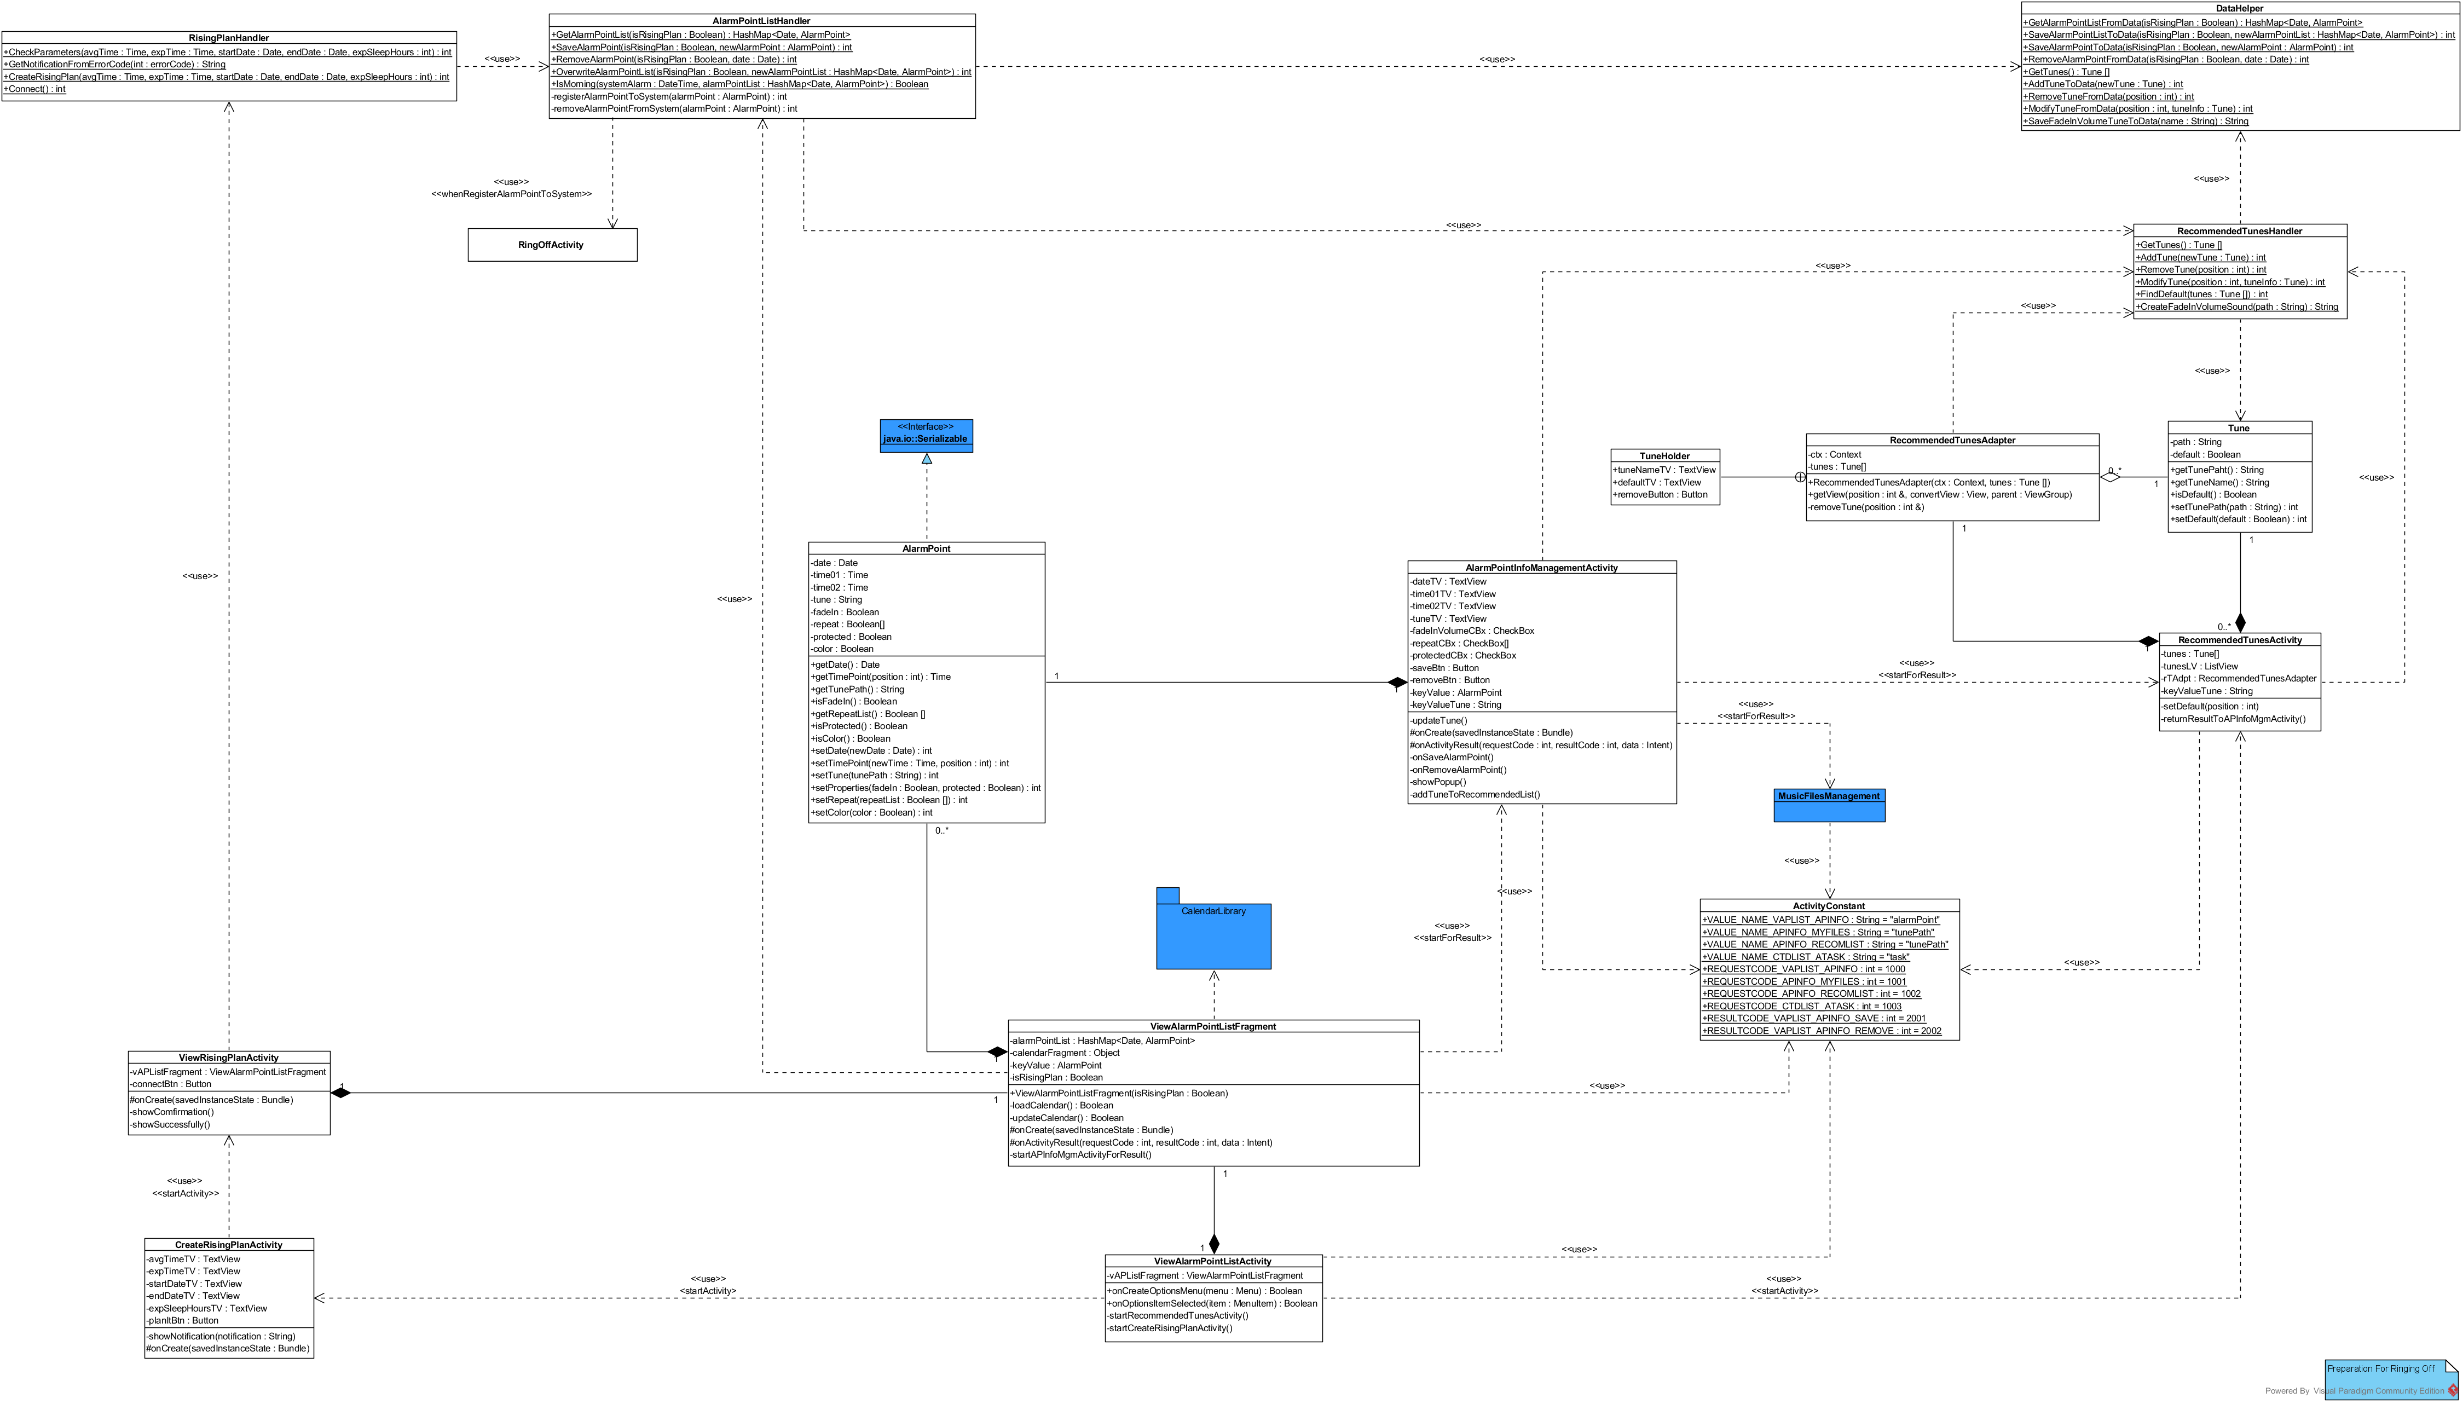 RisingPlanHandler
+CheckParameters(avgTime : Time, expTime : Time, startDate : Date, endDate : Date, expSleepHours : int) : int
+GetNotificationFromErrorCode(int : errorCode) : String
+CreateRisingPlan(avgTime : Time, expTime : Time, startDate : Date, endDate : Date, expSleepHours : int) : int
+Connect() : int
<<use>>
AlarmPointListHandler
+GetAlarmPointList(isRisingPlan : Boolean) : HashMap<Date, AlarmPoint>
+SaveAlarmPoint(isRisingPlan : Boolean, newAlarmPoint : AlarmPoint) : int
+RemoveAlarmPoint(isRisingPlan : Boolean, date : Date) : int
+OverwriteAlarmPointList(isRisingPlan : Boolean, newAlarmPointList : HashMap<Date, AlarmPoint>) : int
+IsMorning(systemAlarm : DateTime, alarmPointList : HashMap<Date, AlarmPoint>) : Boolean
-registerAlarmPointToSystem(alarmPoint : AlarmPoint) : int
-removeAlarmPointFromSystem(alarmPoint : AlarmPoint) : int
<<use>>
DataHelper
+GetAlarmPointListFromData(isRisingPlan : Boolean) : HashMap<Date, AlarmPoint>
+SaveAlarmPointListToData(isRisingPlan : Boolean, newAlarmPointList : HashMap<Date, AlarmPoint>) : int
+SaveAlarmPointToData(isRisingPlan : Boolean, newAlarmPoint : AlarmPoint) : int
+RemoveAlarmPointFromData(isRisingPlan : Boolean, date : Date) : int
+GetTunes() : Tune []
+AddTuneToData(newTune : Tune) : int
+RemoveTuneFromData(position : int) : int
+ModifyTuneFromData(position : int, tuneInfo : Tune) : int
+SaveFadeInVolumeTuneToData(name : String) : String
<<use>>
<<whenRegisterAlarmPointToSystem>>
<<use>>
RingOffActivity
<<use>>
RecommendedTunesHandler
+GetTunes() : Tune []
+AddTune(newTune : Tune) : int
+RemoveTune(position : int) : int
+ModifyTune(position : int, tuneInfo : Tune) : int
+FindDefault(tunes : Tune []) : int
+CreateFadeInVolumeSound(path : String) : String
<<use>>
<<use>>
<<use>>
<<use>>
<<Interface>>
java.io::Serializable
TuneHolder
+tuneNameTV : TextView
+defaultTV : TextView
+removeButton : Button
RecommendedTunesAdapter
-ctx : Context
-tunes : Tune[]
+RecommendedTunesAdapter(ctx : Context, tunes : Tune [])
+getView(position : int &, convertView : View, parent : ViewGroup)
-removeTune(position : int &)
0..*
1
Tune
-path : String
-default : Boolean
+getTunePaht() : String
+getTuneName() : String
+isDefault() : Boolean
+setTunePath(path : String) : int
+setDefault(default : Boolean) : int
1
1
AlarmPoint
-date : Date
-time01 : Time
-time02 : Time
-tune : String
-fadeIn : Boolean
-repeat : Boolean[]
-protected : Boolean
-color : Boolean
+getDate() : Date
+getTimePoint(position : int) : Time
+getTunePath() : String
+isFadeIn() : Boolean
+getRepeatList() : Boolean []
+isProtected() : Boolean
+isColor() : Boolean
+setDate(newDate : Date) : int
+setTimePoint(newTime : Time, position : int) : int
+setTune(tunePath : String) : int
+setProperties(fadeIn : Boolean, protected : Boolean) : int
+setRepeat(repeatList : Boolean []) : int
+setColor(color : Boolean) : int
0..*
<<use>>
<<use>>
1
1
AlarmPointInfoManagementActivity
-dateTV : TextView
-time01TV : TextView
-time02TV : TextView
-tuneTV : TextView
-fadeInVolumeCBx : CheckBox
-repeatCBx : CheckBox[]
-protectedCBx : CheckBox
-saveBtn : Button
-removeBtn : Button
-keyValue : AlarmPoint
-keyValueTune : String
-updateTune()
#onCreate(savedInstanceState : Bundle)
#onActivityResult(requestCode : int, resultCode : int, data : Intent)
-onSaveAlarmPoint()
-onRemoveAlarmPoint()
-showPopup()
-addTuneToRecommendedList()
<<use>>
<<startForResult>>
<<use>>
<<startForResult>>
0..*
1
RecommendedTunesActivity
-tunes : Tune[]
-tunesLV : ListView
-rTAdpt : RecommendedTunesAdapter
-keyValueTune : String
-setDefault(position : int)
-returnResultToAPInfoMgmActivity()
MusicFilesManagement
<<use>>
<<use>>
<<use>>
<<startForResult>>
CalendarLibrary
ActivityConstant
+VALUE_NAME_VAPLIST_APINFO : String = "alarmPoint"
+VALUE_NAME_APINFO_MYFILES : String = "tunePath"
+VALUE_NAME_APINFO_RECOMLIST : String = "tunePath"
+VALUE_NAME_CTDLIST_ATASK : String = "task"
+REQUESTCODE_VAPLIST_APINFO : int = 1000
+REQUESTCODE_APINFO_MYFILES : int = 1001
+REQUESTCODE_APINFO_RECOMLIST : int = 1002
+REQUESTCODE_CTDLIST_ATASK : int = 1003
+RESULTCODE_VAPLIST_APINFO_SAVE : int = 2001
+RESULTCODE_VAPLIST_APINFO_REMOVE : int = 2002
<<use>>
ViewAlarmPointListFragment
-alarmPointList : HashMap<Date, AlarmPoint>
-calendarFragment : Object
-keyValue : AlarmPoint
-isRisingPlan : Boolean
+ViewAlarmPointListFragment(isRisingPlan : Boolean)
-loadCalendar() : Boolean
-updateCalendar() : Boolean
#onCreate(savedInstanceState : Bundle)
#onActivityResult(requestCode : int, resultCode : int, data : Intent)
-startAPInfoMgmActivityForResult()
1
1
1
<<use>>
ViewRisingPlanActivity
-vAPListFragment : ViewAlarmPointListFragment
-connectBtn : Button
#onCreate(savedInstanceState : Bundle)
-showComfirmation()
-showSuccessfully()
1
<<use>>
<<startActivity>>
CreateRisingPlanActivity
-avgTimeTV : TextView
-expTimeTV : TextView
-startDateTV : TextView
-endDateTV : TextView
-expSleepHoursTV : TextView
-planItBtn : Button
-showNotification(notification : String)
#onCreate(savedInstanceState : Bundle)
<<use>>
<startActivity>
1
ViewAlarmPointListActivity
-vAPListFragment : ViewAlarmPointListFragment
+onCreateOptionsMenu(menu : Menu) : Boolean
+onOptionsItemSelected(item : MenuItem) : Boolean
-startRecommendedTunesActivity()
-startCreateRisingPlanActivity()
<<use>>
<<use>>
<<startActivity>>
Preparation For Ringing Off
Powered By Visual Paradigm Community Edition